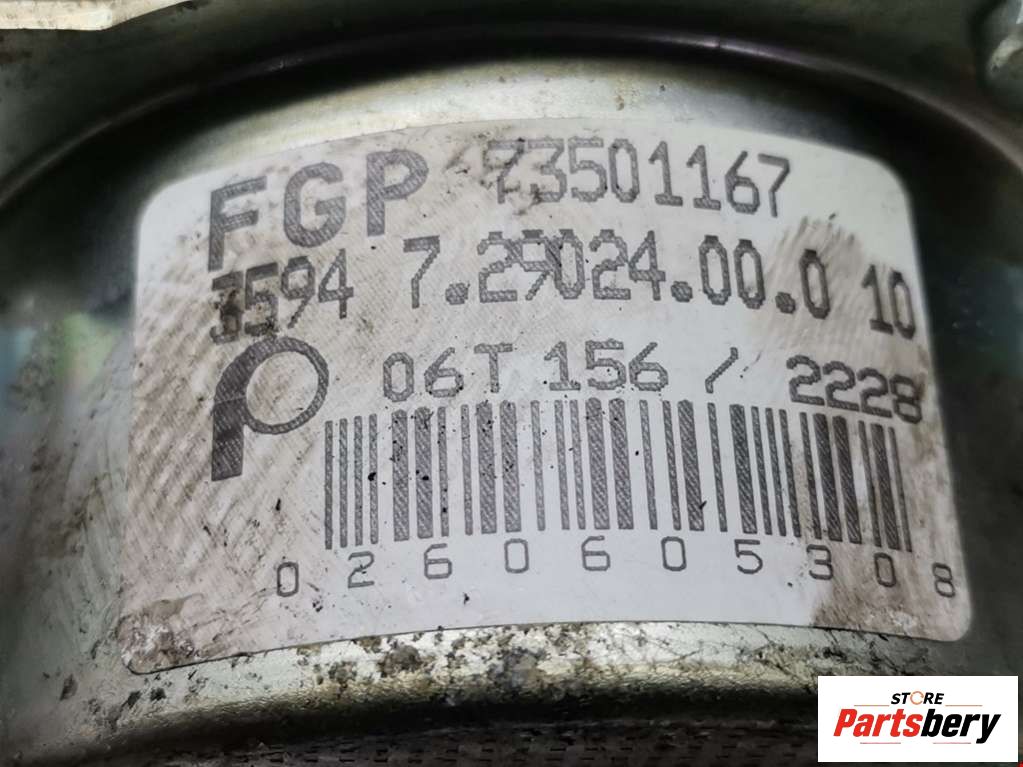 FGP 73501167
3594 7.29024.00.0 10
P 06T 156 / 2228
0260605308
STORE
Partsbery